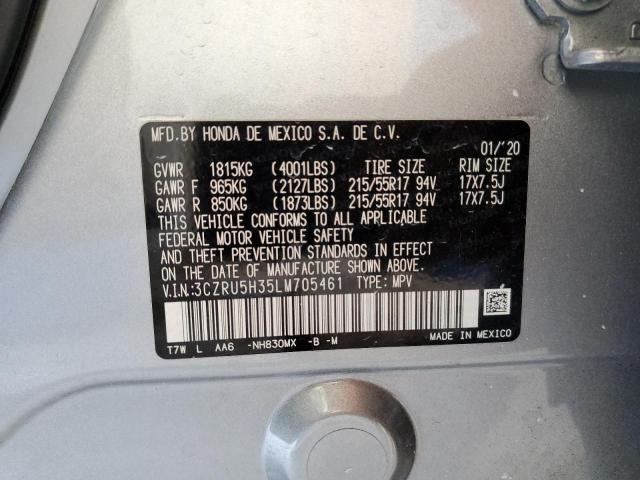 MFD.BY HONDA DE MEXICO S.A. DE C.V.
01/'20
GVWR 1815KG (4001LBS) TIRE SIZE RIM SIZE
GAWR F 965KG (2127LBS) 215/55R17 94V 17X7.5J
GAWR R 850KG (1873LBS) 215/55R17 94V 17X7.5J
THIS VEHICLE CONFORMS TO ALL APPLICABLE
FEDERAL MOTOR VEHICLE SAFETY
AND THEFT PREVENTION STANDARDS IN EFFECT
ON THE DATE OF MANUFACTURE SHOWN ABOVE.
V.I.N.:3CZRU5H35LM705461 TYPE: MPV
T7W L AA6 -NH830MX -B -M
MADE IN MEXICO